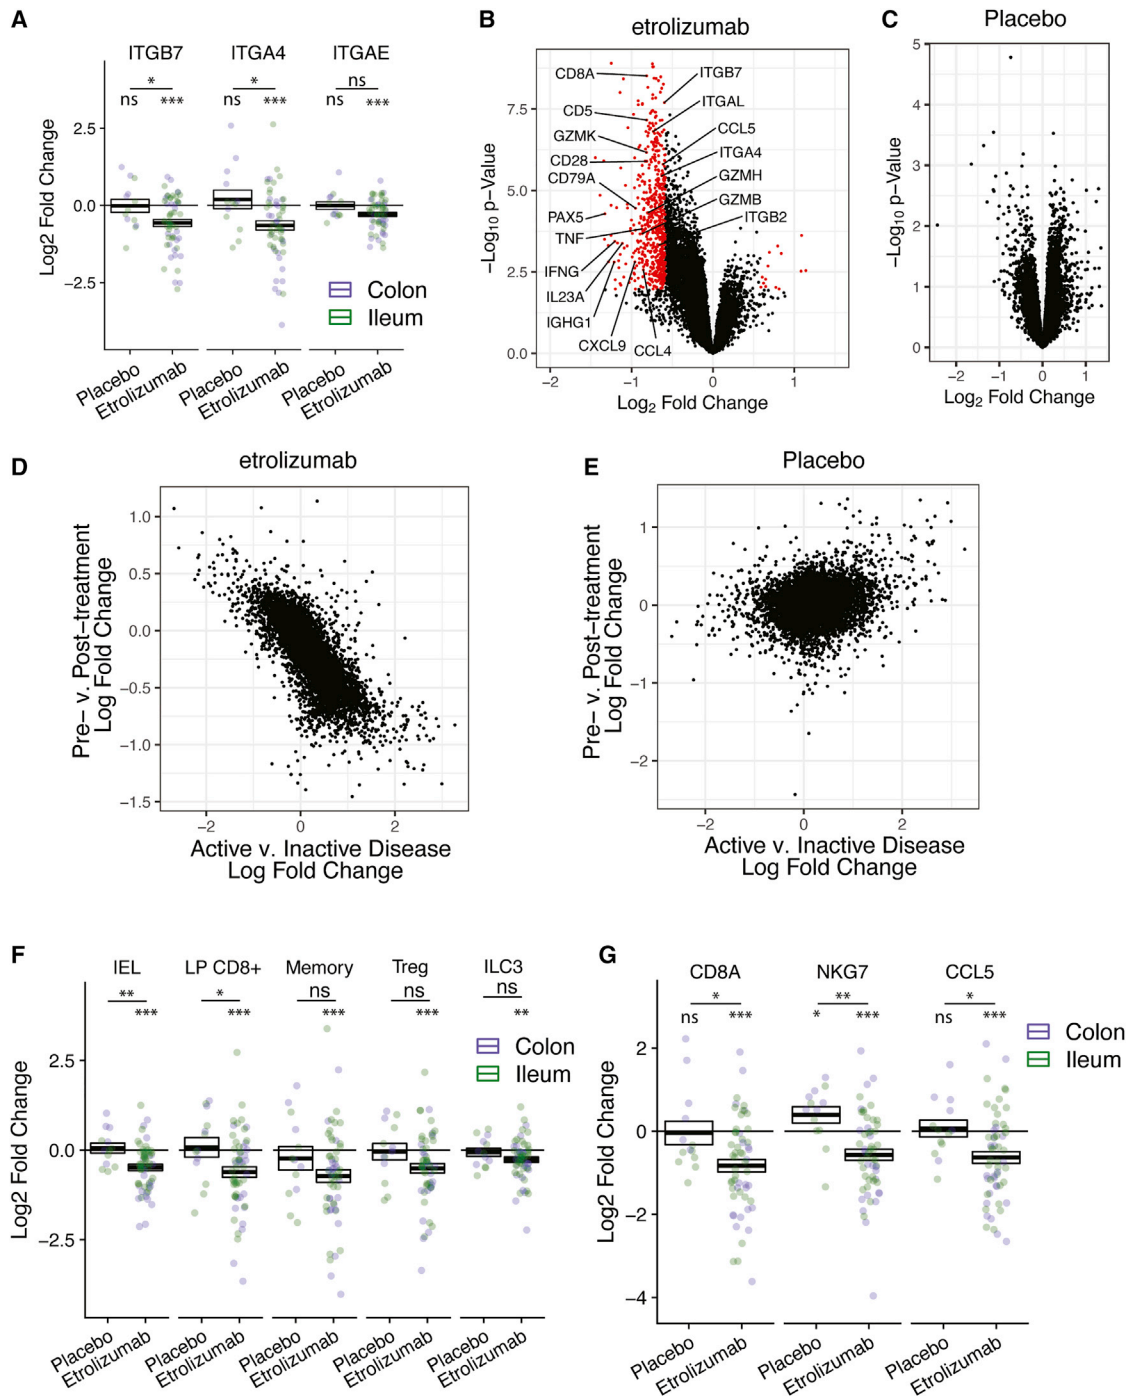 A
ITGB7
ITGA4
ITGAE
*
*
ns
ns
***
ns
***
ns
***
2.5
0.0
−2.5
Log2 Fold Change
Colon
Ileum
Placebo
Etrolizumab
Placebo
Etrolizumab
Placebo
Etrolizumab
B
etrolizumab
CD8A
CD5
GZMK
CD28
CD79A
PAX5
TNF
IFNG
IL23A
IGHG1
CXCL9
CCL4
ITGB7
ITGAL
CCL5
ITGA4
GZMH
GZMB
ITGB2
7.5
5.0
2.5
0.0
−Log10 p−Value
−2
−1
0
1
Log2 Fold Change
C
Placebo
5
4
3
2
1
0
−Log10 p−Value
−2
−1
0
1
Log2 Fold Change
D
etrolizumab
1.0
0.5
0.0
−0.5
−1.0
−1.5
Pre− v. Post−treatment
Log Fold Change
−2
0
2
Active v. Inactive Disease
Log Fold Change
E
Placebo
1
0
−1
−2
Pre− v. Post−treatment
Log Fold Change
−2
0
2
Active v. Inactive Disease
Log Fold Change
F
IEL
LP CD8+
Memory
Treg
ILC3
**
*
ns
ns
ns
***
***
***
***
**
2.5
0.0
−2.5
Log2 Fold Change
Colon
Ileum
Placebo
Etrolizumab
Placebo
Etrolizumab
Placebo
Etrolizumab
Placebo
Etrolizumab
Placebo
Etrolizumab
G
CD8A
NKG7
CCL5
*
**
*
ns
***
*
***
ns
***
2
0
−2
−4
Log2 Fold Change
Colon
Ileum
Placebo
Etrolizumab
Placebo
Etrolizumab
Placebo
Etrolizumab